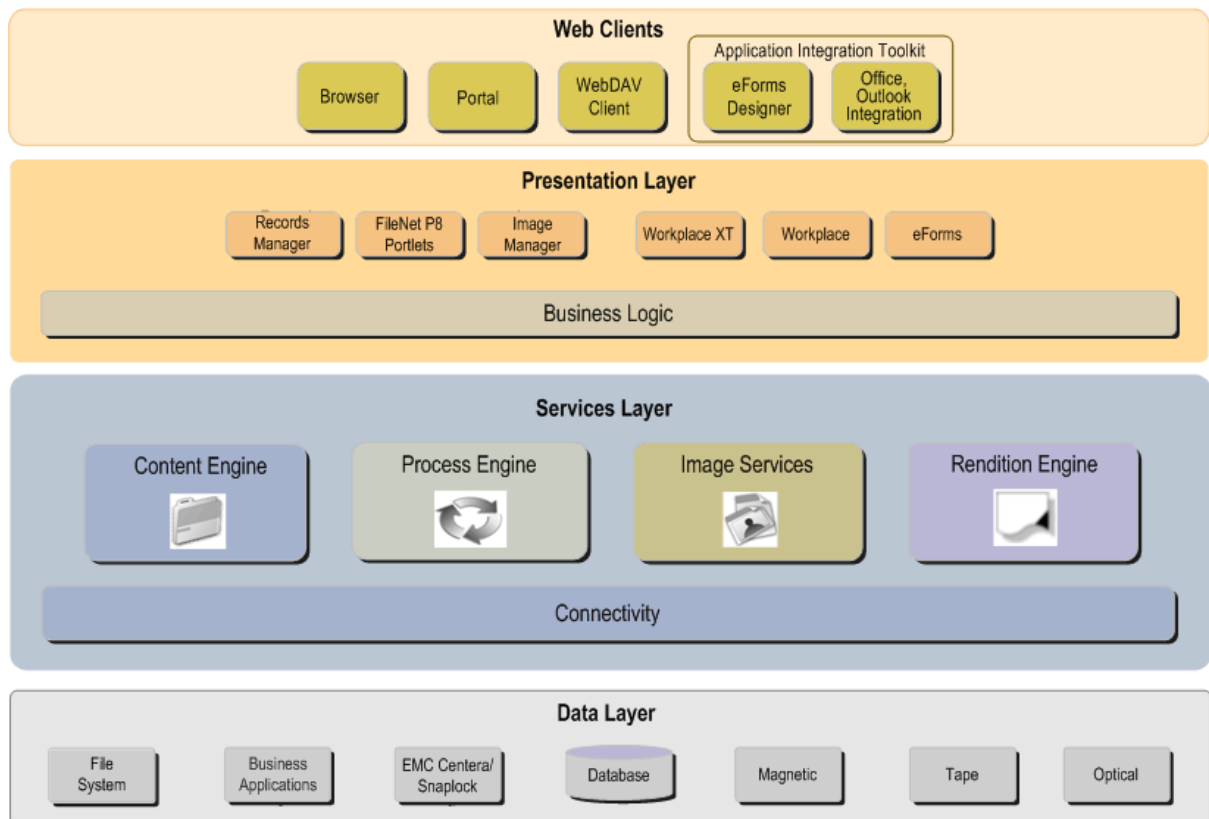 Web Clients
Application Integration Toolkit
Browser
Portal
WebDAV
Client
eForms
Designer
Office,
Outlook
Integration
Presentation Layer
Records
Manager
FileNet P8
Portlets
Image
Manager
Workplace XT
Workplace
eForms
Business Logic
Services Layer
Content Engine
Process Engine
Image Services
Rendition Engine
Connectivity
Data Layer
File
System
Business
Applications
EMC Centera/
Snaplock
Database
Magnetic
Tape
Optical